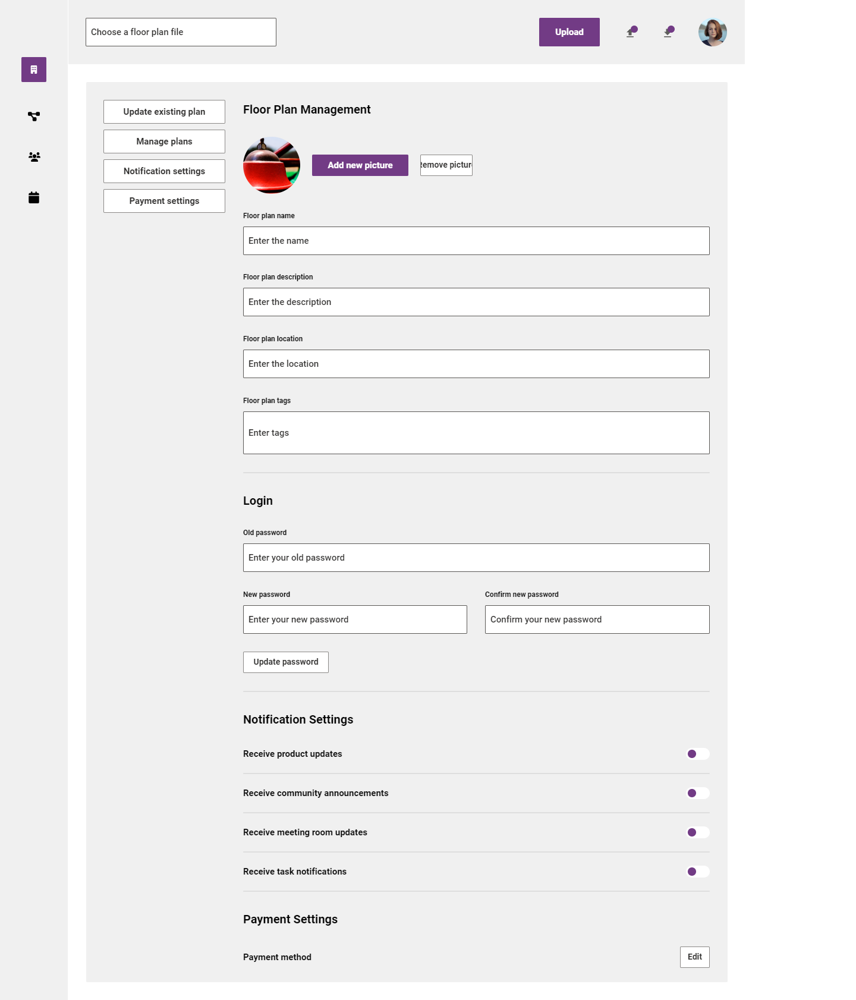 Choose a floor plan file
Upload
Update existing plan
Manage plans
Notification settings
Payment settings
Floor Plan Management
Add new picture
Remove picture
Floor plan name
Enter the name
Floor plan description
Enter the description
Floor plan location
Enter the location
Floor plan tags
Enter tags
Login
Old password
Enter your old password
New password
Confirm new password
Enter your new password
Confirm your new password
Update password
Notification Settings
Receive product updates
Receive community announcements
Receive meeting room updates
Receive task notifications
Payment Settings
Payment method
Edit